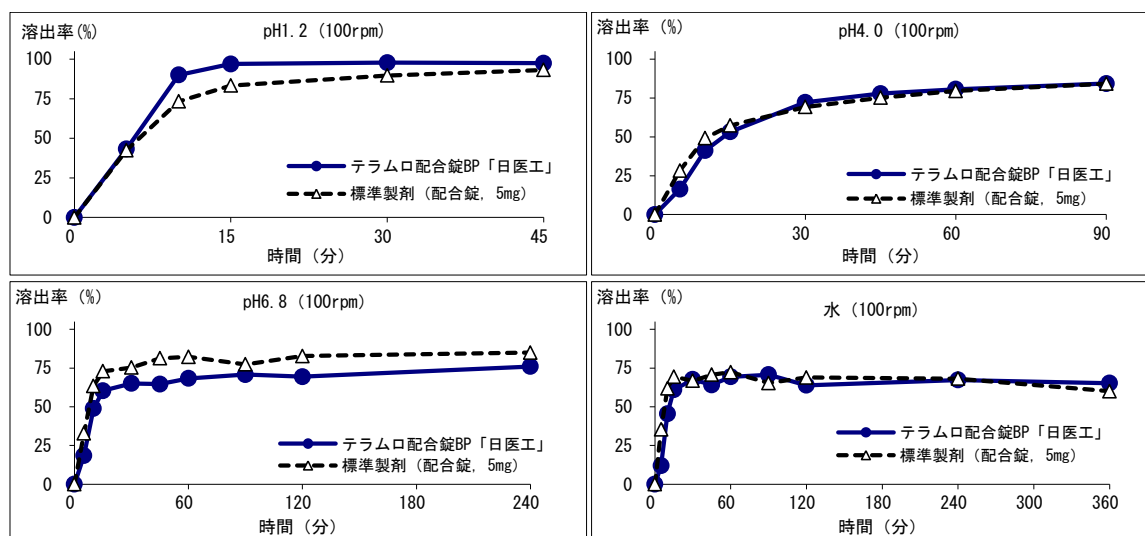 溶出率(%)
pH1.2 (100rpm)
100
75
50
25
0
テラムロ配合錠BP「日医工」
標準製剤 (配合錠, 5mg)
0 15 30 45
時間 (分)
溶出率 (%)
pH4.0 (100rpm)
100
75
50
25
0
テラムロ配合錠BP「日医工」
標準製剤 (配合錠, 5mg)
0 30 60 90
時間 (分)
溶出率 (%)
pH6.8 (100rpm)
100
75
50
25
0
テラムロ配合錠BP「日医工」
標準製剤 (配合錠, 5mg)
0 60 120 180 240
時間 (分)
溶出率 (%)
水 (100rpm)
100
75
50
25
0
テラムロ配合錠BP「日医工」
標準製剤 (配合錠, 5mg)
0 60 120 180 240 300 360
時間 (分)